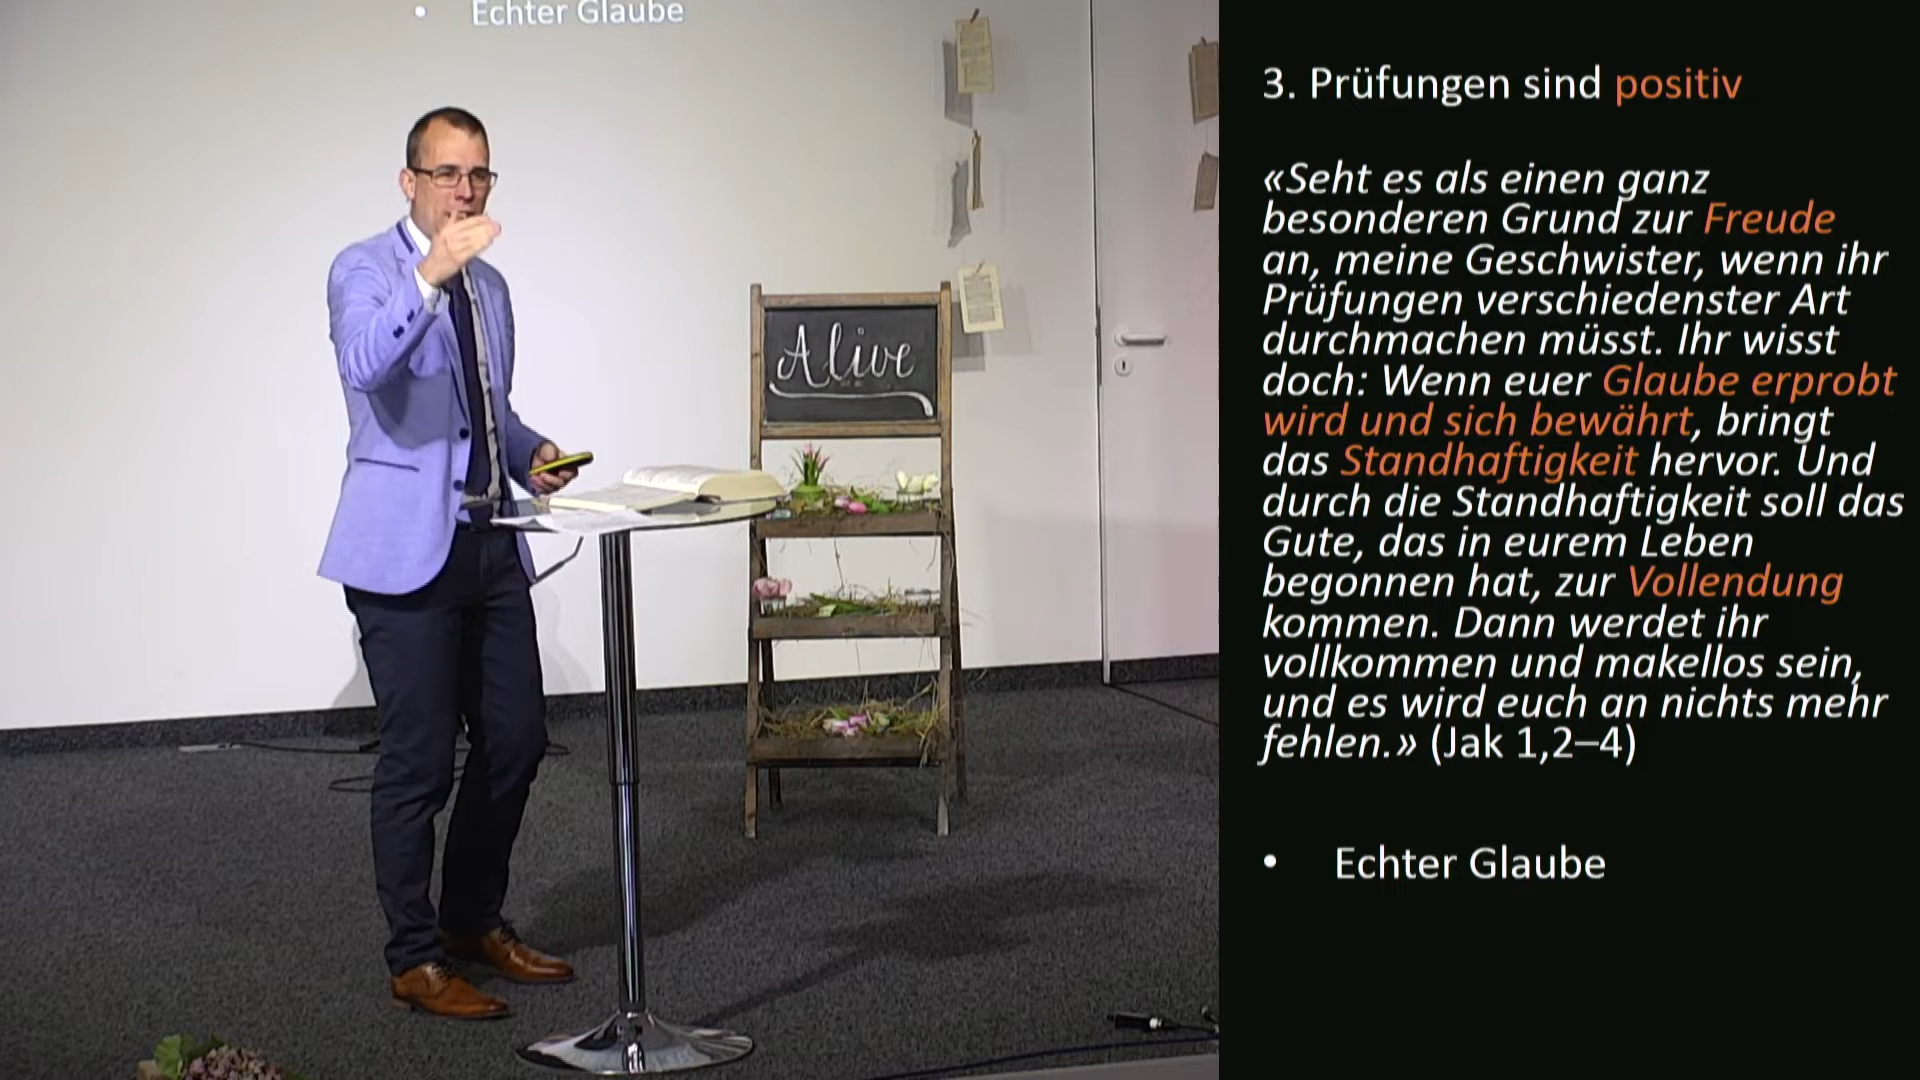 • Echter Glaube
Alive
3. Prüfungen sind positiv
«Seht es als einen ganz
besonderen Grund zur Freude
an, meine Geschwister, wenn ihr
Prüfungen verschiedenster Art
durchmachen müsst. Ihr wisst
doch: Wenn euer Glaube erprobt
wird und sich bewährt, bringt
das Standhaftigkeit hervor. Und
durch die Standhaftigkeit soll das
Gute, das in eurem Leben
begonnen hat, zur Vollendung
kommen. Dann werdet ihr
vollkommen und makellos sein,
und es wird euch an nichts mehr
fehlen.» (Jak 1,2–4)
• Echter Glaube